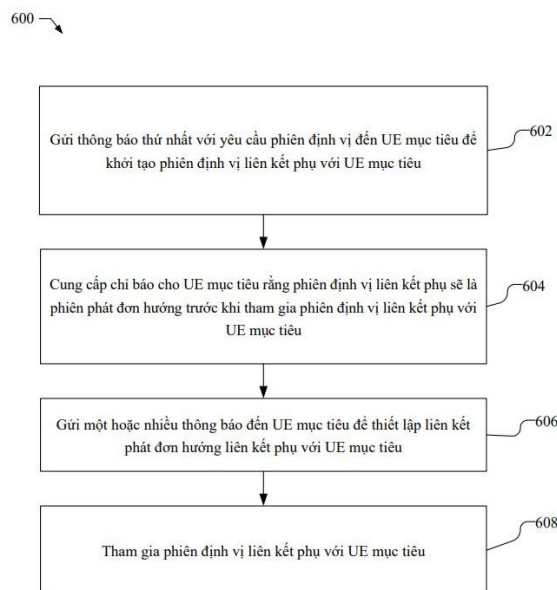 600
Gửi thông báo thứ nhất với yêu cầu phiên định vị đến UE mục tiêu để
khởi tạo phiên định vị liên kết phụ với UE mục tiêu
602
Cung cấp chỉ báo cho UE mục tiêu rằng phiên định vị liên kết phụ sẽ là
phiên phát đơn hướng trước khi tham gia phiên định vị liên kết phụ với
UE mục tiêu
604
Gửi một hoặc nhiều thông báo đến UE mục tiêu để thiết lập liên kết
phát đơn hướng liên kết phụ với UE mục tiêu
606
Tham gia phiên định vị liên kết phụ với UE mục tiêu
608